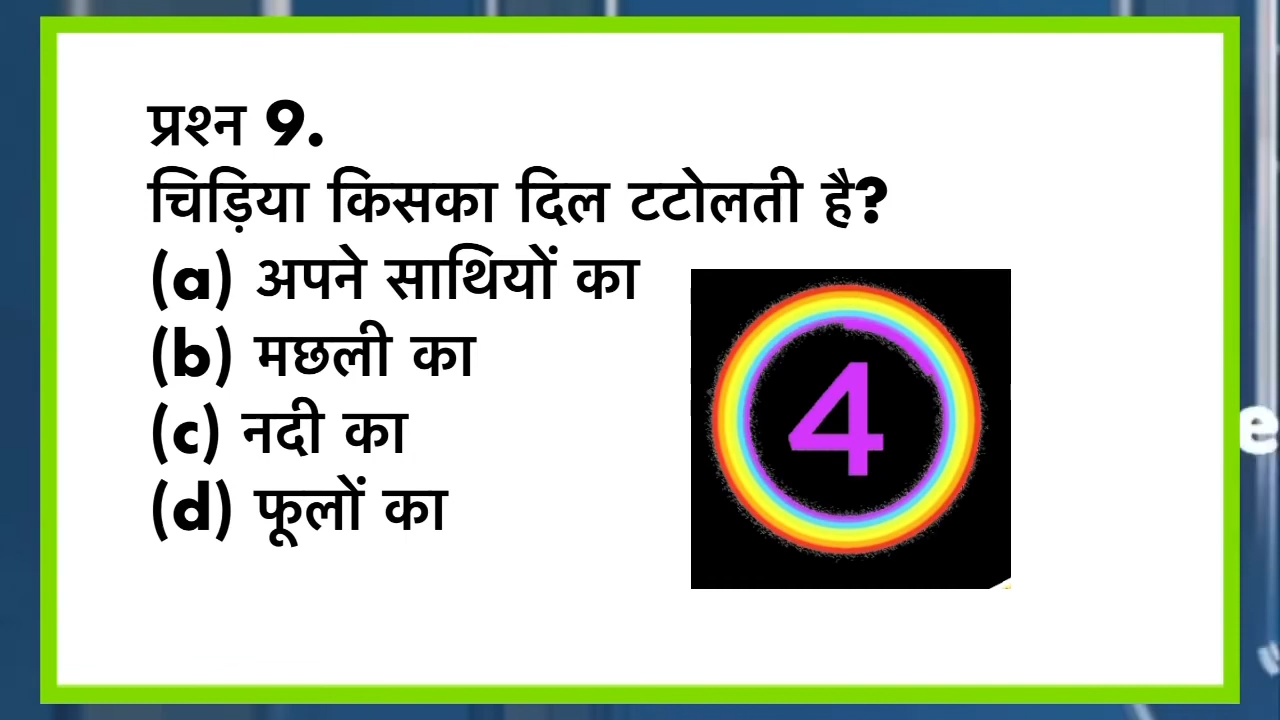 प्रश्न 9.
चिड़िया किसका दिल टटोलती है?
(a) अपने साथियों का
(b) मछली का
(c) नदी का
(d) फूलों का
4
e